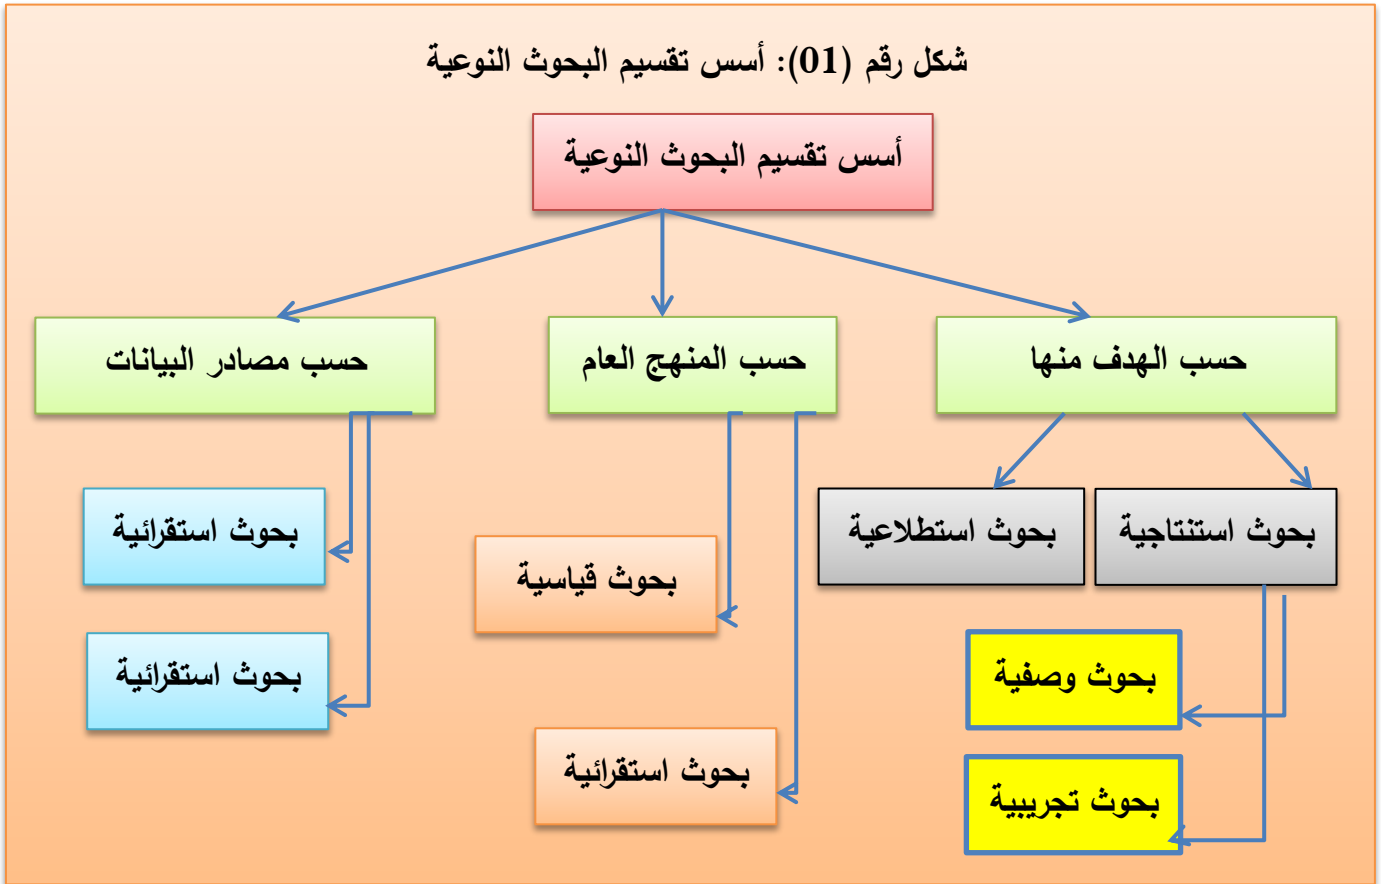 شكل رقم (01): أسس تقسيم البحوث النوعية
أسس تقسيم البحوث النوعية
حسب الهدف منها
حسب المنهج العام
حسب مصادر البيانات
بحوث استنتاجية
بحوث استطلاعية
بحوث وصفية
بحوث تجريبية
بحوث قياسية
بحوث استقرائية
بحوث استقرائية
بحوث استقرائية